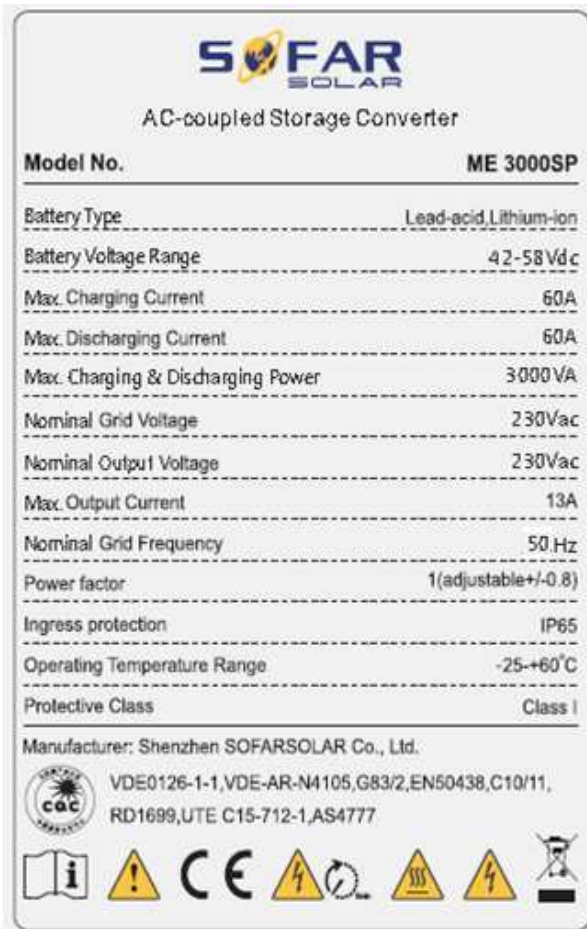 SOFAR
SOLAR
AC-coupled Storage Converter
Model No. ME 3000SP
Battery Type Lead-acid,Lithium-ion
Battery Voltage Range 42-58Vdc
Max. Charging Current 60A
Max. Discharging Current 60A
Max. Charging & Discharging Power 3000VA
Nominal Grid Voltage 230Vac
Nominal Output Voltage 230Vac
Max. Output Current 13A
Nominal Grid Frequency 50Hz
Power factor 1(adjustable+/-0.8)
Ingress protection IP65
Operating Temperature Range -25-+60°C
Protective Class Class I
Manufacturer: Shenzhen SOFARSOLAR Co., Ltd.
cqc
VDE0126-1-1,VDE-AR-N4105,G83/2,EN50438,C10/11,
RD1699,UTE C15-712-1,AS4777
i
CE